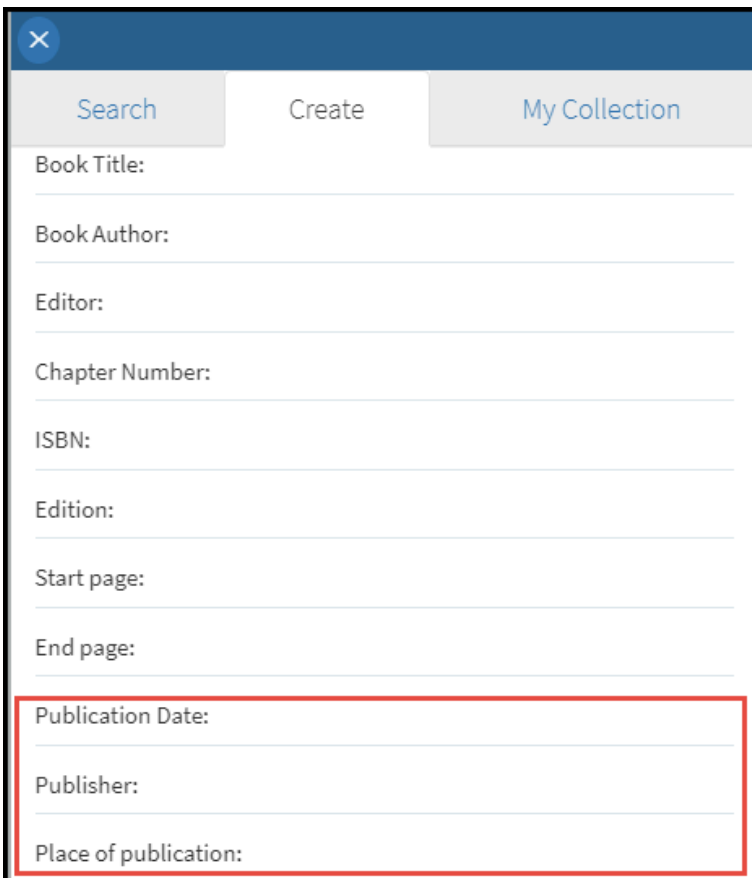 Search
Create
My Collection
Book Title:
Book Author:
Editor:
Chapter Number:
ISBN:
Edition:
Start page:
End page:
Publication Date:
Publisher:
Place of publication: